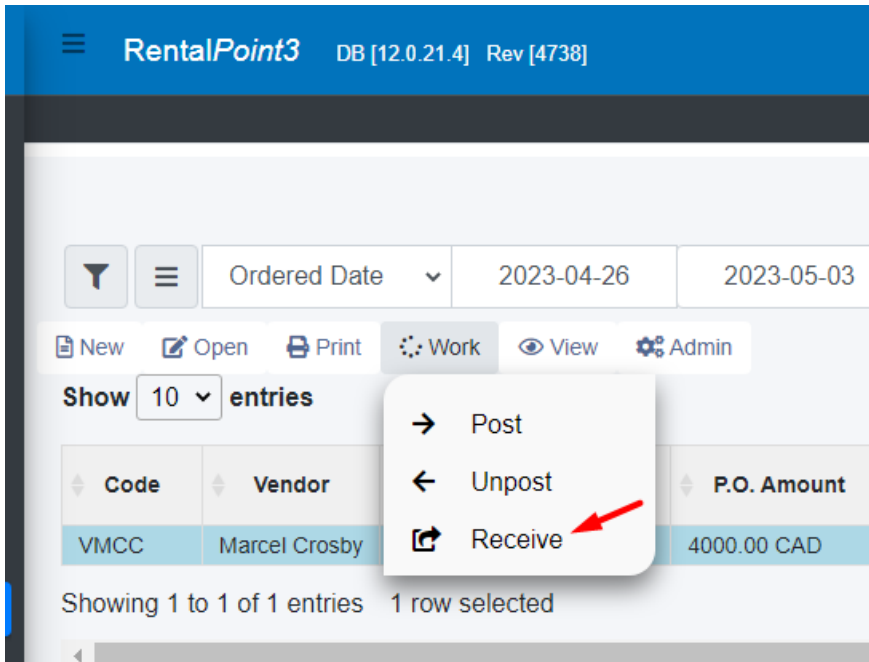 RentalPoint3 DB [12.0.21.4] Rev [4738]
Ordered Date 2023-04-26 2023-05-03
New Open Print Work View Admin
Show 10 entries
Post
Unpost
Receive
Code Vendor P.O. Amount
VMCC Marcel Crosby 4000.00 CAD
Showing 1 to 1 of 1 entries 1 row selected